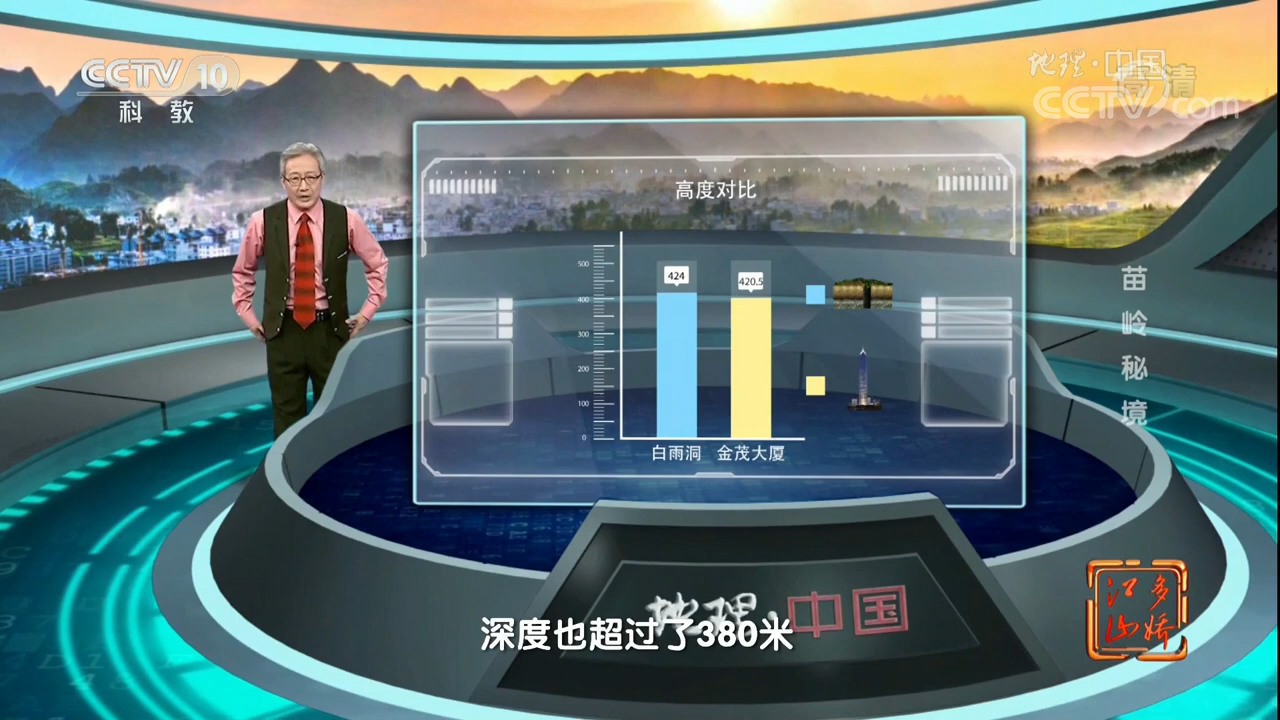 CCTV 10
科教
地理·中国
高清
CCTV.com
高度对比
500
400
300
200
100
0
424
420.5
白雨洞
金茂大厦
苗岭秘境
地理·中国
江山多娇
深度也超过了380米